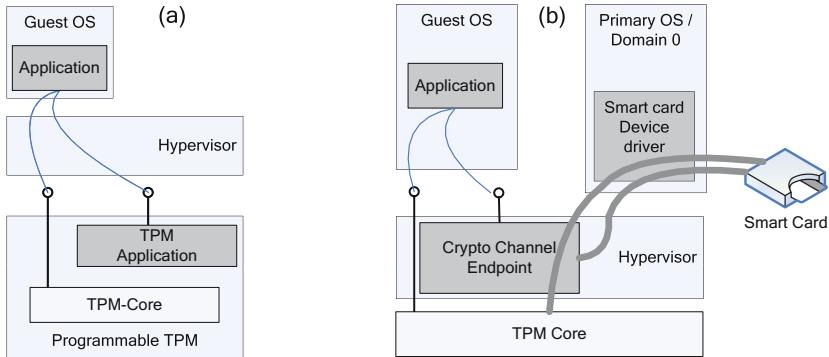 (a)
Guest OS
Application
Hypervisor
TPM
Application
TPM-Core
Programmable TPM
(b)
Guest OS
Application
Primary OS /
Domain 0
Smart card
Device
driver
Smart Card
Crypto Channel
Endpoint
Hypervisor
TPM Core